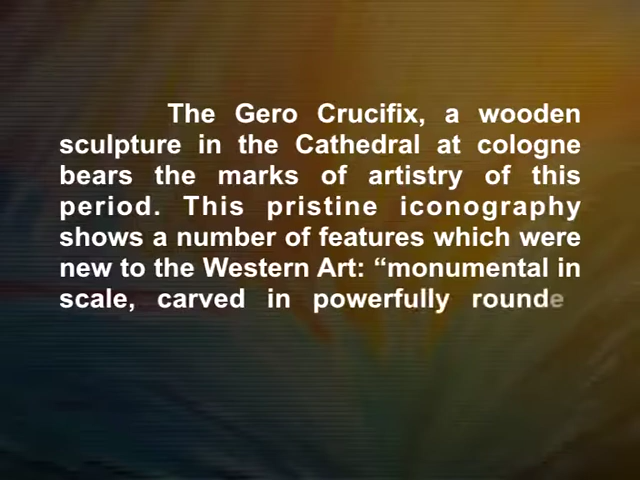 The Gero Crucifix, a wooden
sculpture in the Cathedral at cologne
bears the marks of artistry of this
period. This pristine iconography
shows a number of features which were
new to the Western Art: “monumental in
scale, carved in powerfully rounde